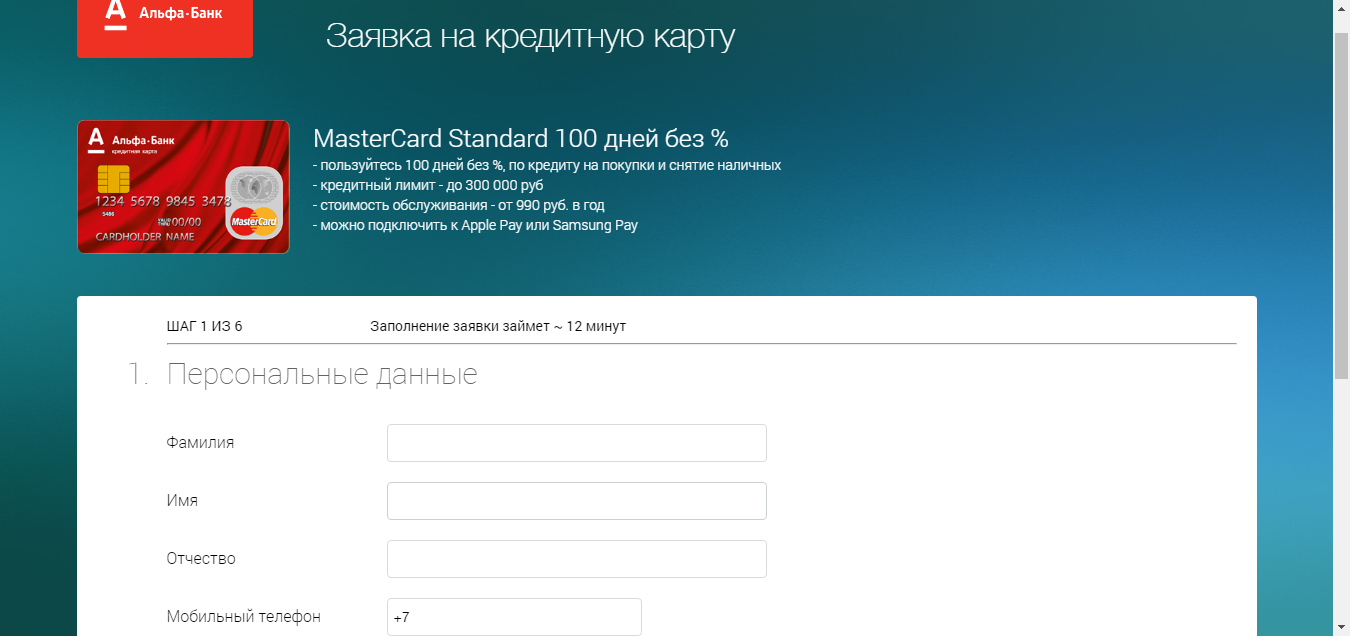 Альфа·Банк
Заявка на кредитную карту
Альфа·Банк
кредитная карта
MasterCard Standard 100 дней без %
- пользуйтесь 100 дней без %, по кредиту на покупки и снятие наличных
- кредитный лимит - до 300 000 руб
- стоимость обслуживания - от 990 руб. в год
- можно подключить к Apple Pay или Samsung Pay
1234 5678 9845 3478
5486
00/00
MasterCard
CARDHOLDER NAME
ШАГ 1 ИЗ 6 Заполнение заявки займет ~ 12 минут
1. Персональные данные
Фамилия
Имя
Отчество
Мобильный телефон +7